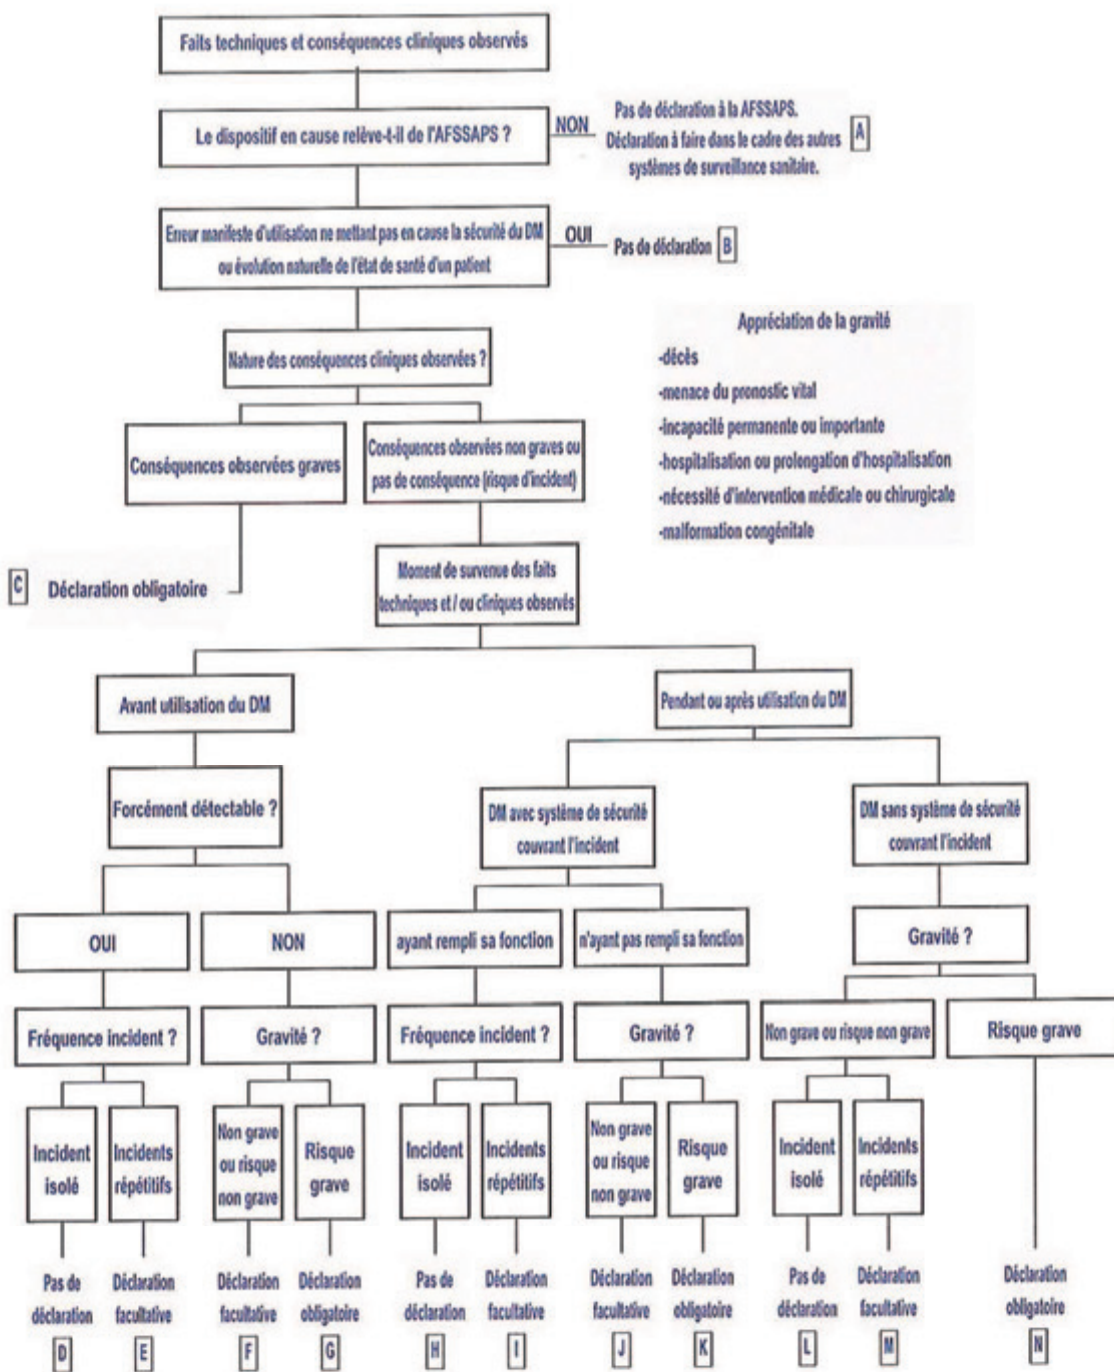 Faits techniques et conséquences cliniques observés
Le dispositif en cause relève-t-il de l'AFSSAPS ?
NON
Pas de déclaration à la AFSSAPS.
Déclaration à faire dans le cadre des autres
systèmes de surveillance sanitaire.
A
Erreur manifeste d'utilisation ne mettant pas en cause la sécurité du DM
ou évolution naturelle de l'état de santé d'un patient
OUI
Pas de déclaration
B
Appréciation de la gravité
-décès
-menace du pronostic vital
-incapacité permanente ou importante
-hospitalisation ou prolongation d'hospitalisation
-nécessité d'intervention médicale ou chirurgicale
-malformation congénitale
Nature des conséquences cliniques observées ?
Conséquences observées graves
Conséquences observées non graves ou
pas de conséquence (risque d'incident)
C
Déclaration obligatoire
Moment de survenue des faits
techniques et / ou cliniques observés
Avant utilisation du DM
Pendant ou après utilisation du DM
Forcément détectable ?
DM avec système de sécurité
couvrant l'incident
DM sans système de sécurité
couvrant l'incident
OUI
NON
ayant rempli sa fonction
n'ayant pas rempli sa fonction
Gravité ?
Fréquence incident ?
Gravité ?
Fréquence incident ?
Gravité ?
Non grave ou risque non grave
Risque grave
Incident
isolé
Incidents
répétitifs
Non grave
ou risque
non grave
Risque
grave
Incident
isolé
Incidents
répétitifs
Non grave
ou risque
non grave
Risque
grave
Incident
isolé
Incidents
répétitifs
Pas de
déclaration
D
Déclaration
facultative
E
Déclaration
facultative
F
Déclaration
obligatoire
G
Pas de
déclaration
H
Déclaration
facultative
I
Déclaration
facultative
J
Déclaration
obligatoire
K
Pas de
déclaration
L
Déclaration
facultative
M
Déclaration
obligatoire
N